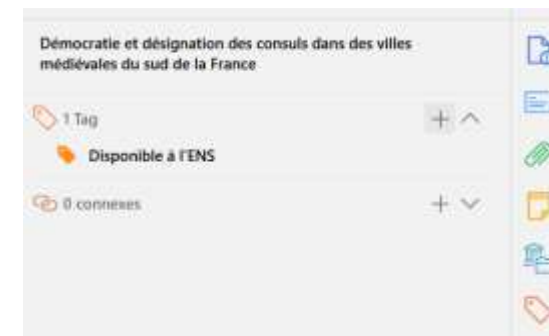 Démocratie et désignation des consuls dans des villes
médiévales du sud de la France
1 Tag
Disponible à l'ENS
0 connexes